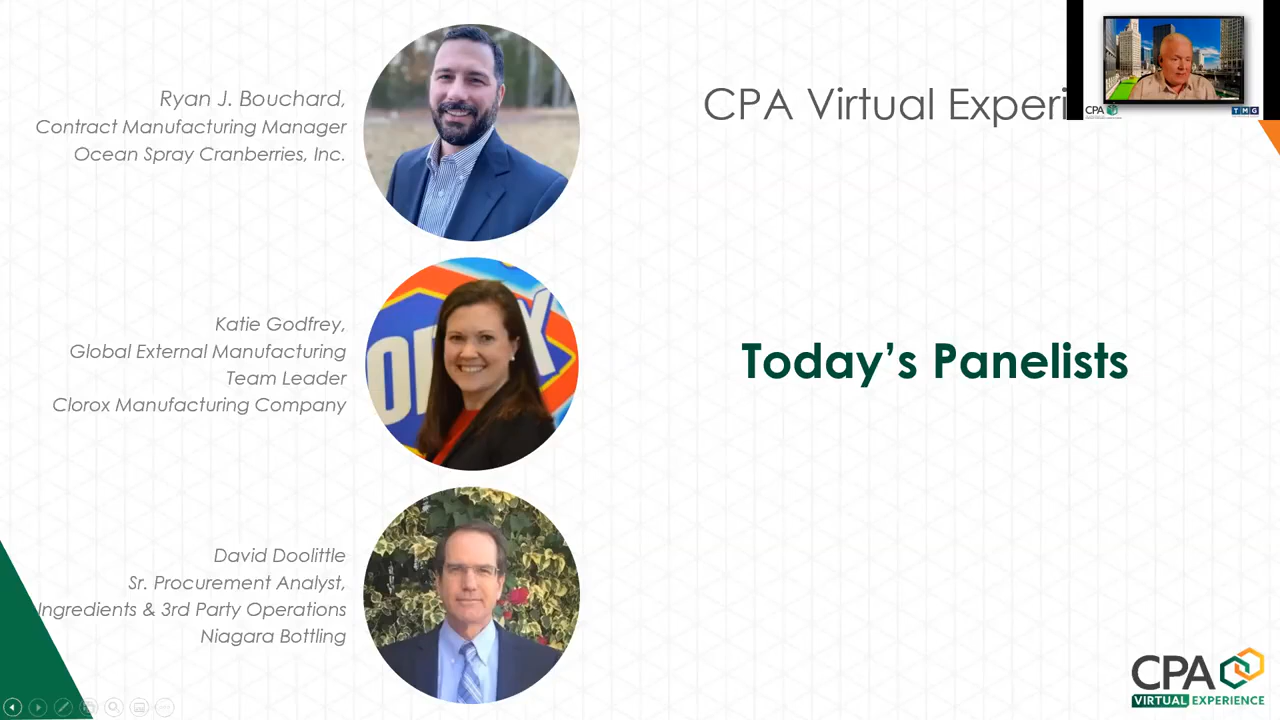 Ryan J. Bouchard,
Contract Manufacturing Manager
Ocean Spray Cranberries, Inc.
CPA Virtual Experi
CPA
TMG
Katie Godfrey,
Global External Manufacturing
Team Leader
Clorox Manufacturing Company
Today's Panelists
David Doolittle
Sr. Procurement Analyst,
Ingredients & 3rd Party Operations
Niagara Bottling
CPA
VIRTUAL EXPERIENCE